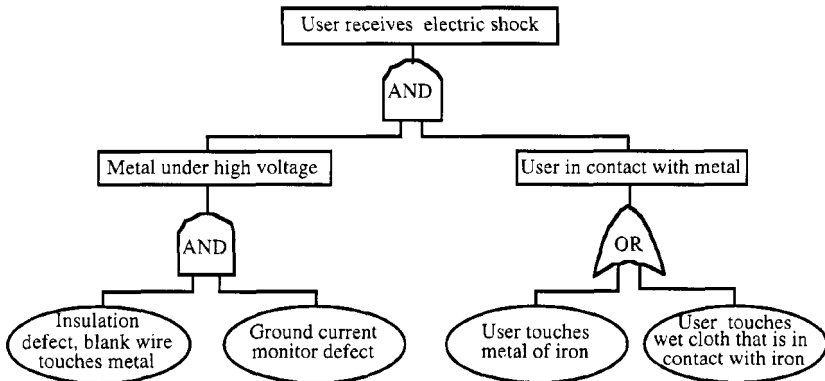 User receives electric shock
AND
Metal under high voltage
User in contact with metal
AND
OR
Insulation
defect, blank wire
touches metal
Ground current
monitor defect
User touches
metal of iron
User touches
wet cloth that is in
contact with iron